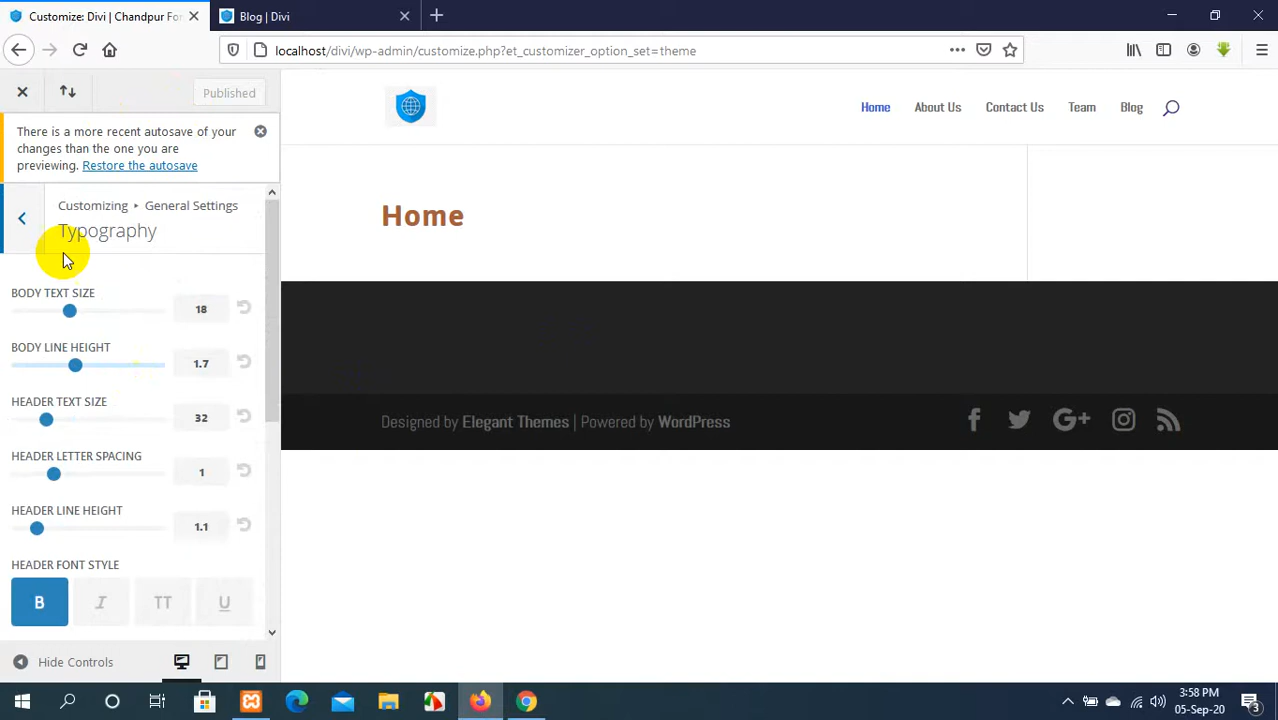 Customize: Divi | Chandpur For
Blog | Divi
localhost/divi/wp-admin/customize.php?et_customizer_option_set=theme
Published
There is a more recent autosave of your
changes than the one you are
previewing. Restore the autosave
Customizing ▸ General Settings
Typography
BODY TEXT SIZE
18
BODY LINE HEIGHT
1.7
HEADER TEXT SIZE
32
HEADER LETTER SPACING
1
HEADER LINE HEIGHT
1.1
HEADER FONT STYLE
B I TT U
Hide Controls
Home About Us Contact Us Team Blog
Home
Designed by Elegant Themes | Powered by WordPress
3:58 PM
05-Sep-20
3